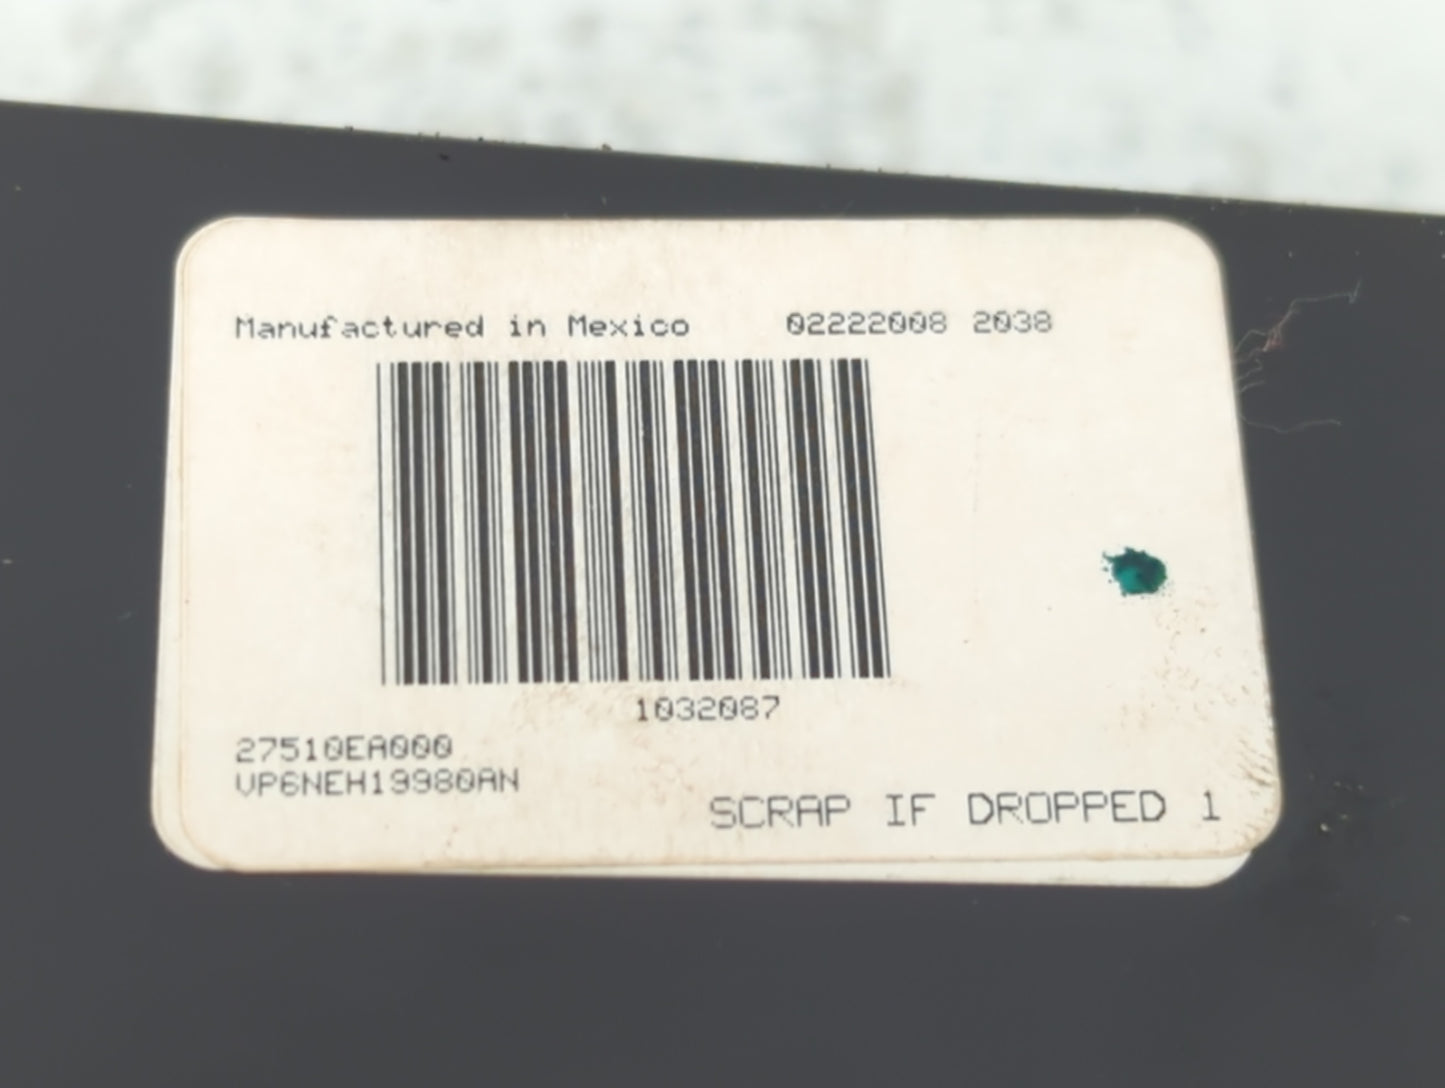 Manufactured in Mexico 02222008 2038
1032087
27510EA000
VP6NEH19980AN
SCRAP IF DROPPED 1